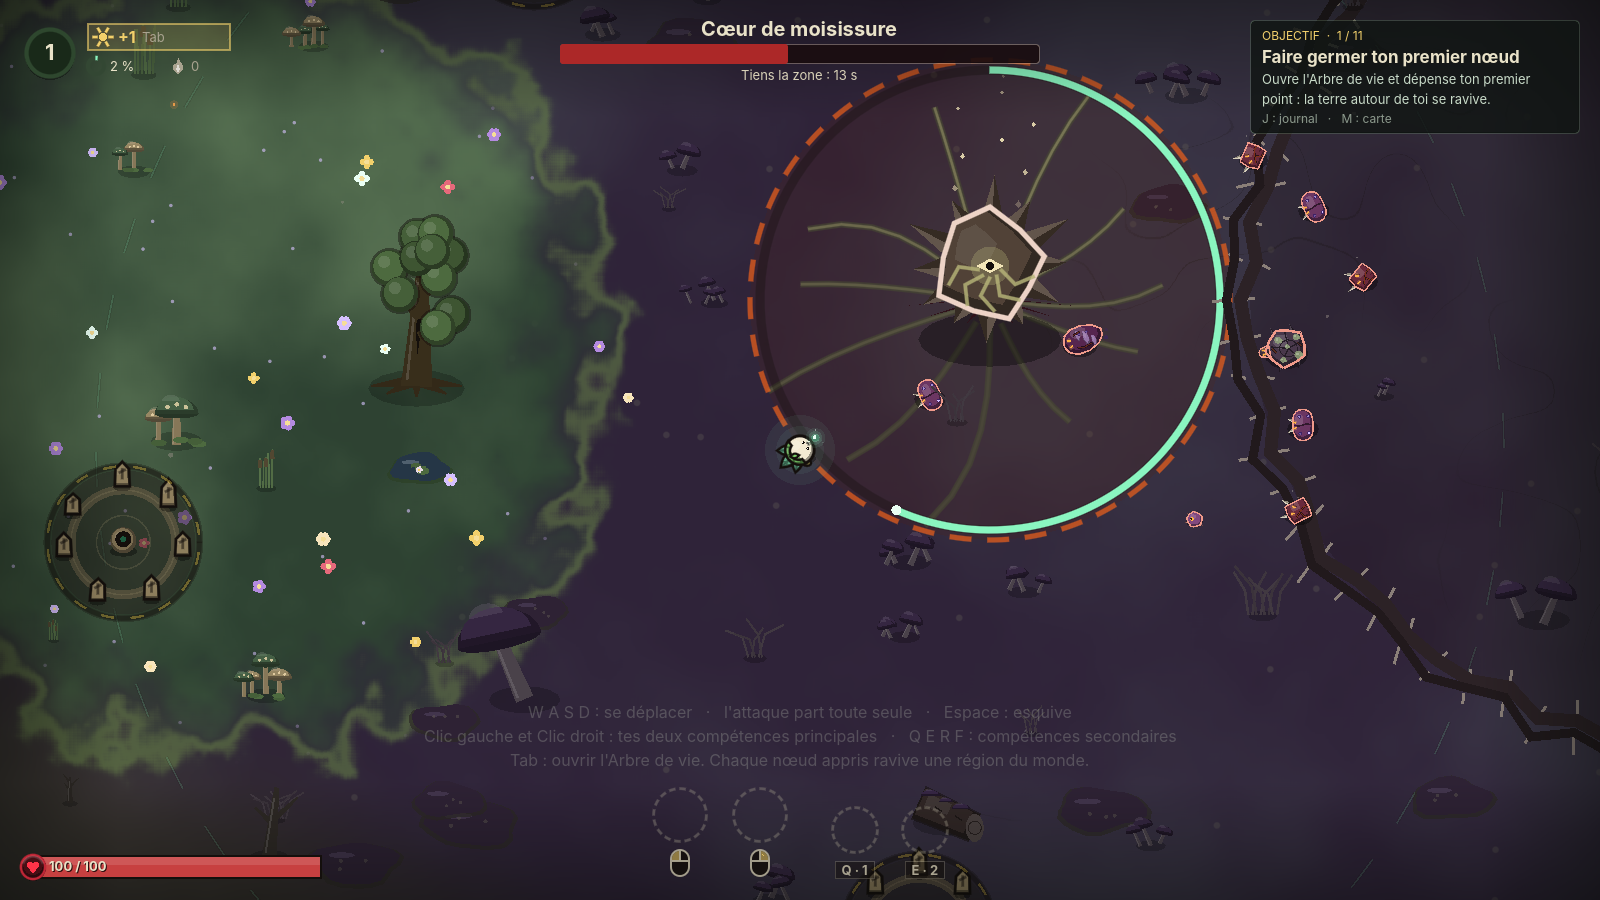 1
+1 Tab
2 %
0
Cœur de moisissure
Tiens la zone : 13 s
OBJECTIF · 1 / 11
Faire germer ton premier nœud
Ouvre l'Arbre de vie et dépense ton premier
point : la terre autour de toi se ravive.
J : journal · M : carte
W A S D : se déplacer · l'attaque part toute seule · Espace : esquive
Clic gauche et Clic droit : tes deux compétences principales · Q E R F : compétences secondaires
Tab : ouvrir l'Arbre de vie. Chaque nœud appris ravive une région du monde.
100 / 100
Q · 1
E · 2